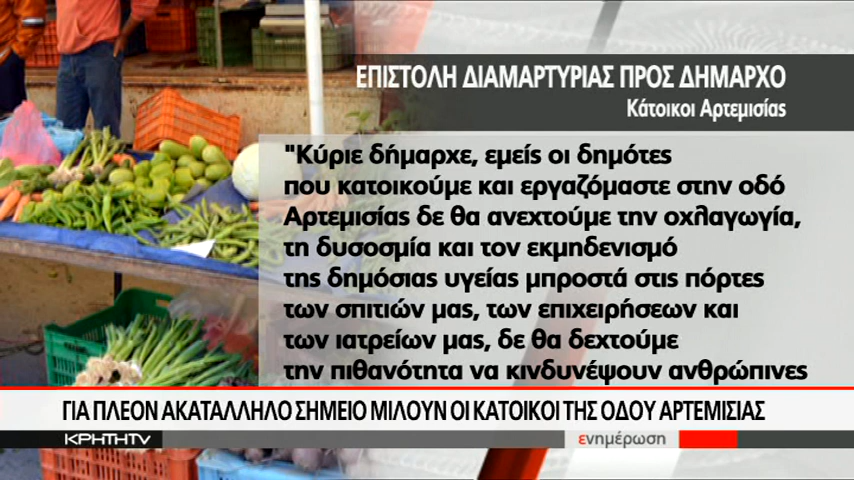 ΕΠΙΣΤΟΛΗ ΔΙΑΜΑΡΤΥΡΙΑΣ ΠΡΟΣ ΔΗΜΑΡΧΟ
Κάτοικοι Αρτεμισίας
"Κύριε δήμαρχε, εμείς οι δημότες
που κατοικούμε και εργαζόμαστε στην οδό
Αρτεμισίας δε θα ανεχτούμε την οχλαγωγία,
τη δυσοσμία και τον εκμηδενισμό
της δημόσιας υγείας μπροστά στις πόρτες
των σπιτιών μας, των επιχειρήσεων και
των ιατρείων μας, δε θα δεχτούμε
την πιθανότητα να κινδυνέψουν ανθρώπινες
ΓΙΑ ΠΛΕΟΝ ΑΚΑΤΑΛΛΗΛΟ ΣΗΜΕΙΟ ΜΙΛΟΥΝ ΟΙ ΚΑΤΟΙΚΟΙ ΤΗΣ ΟΔΟΥ ΑΡΤΕΜΙΣΙΑΣ
ΚΡΗΤΗTV
ενημέρωση